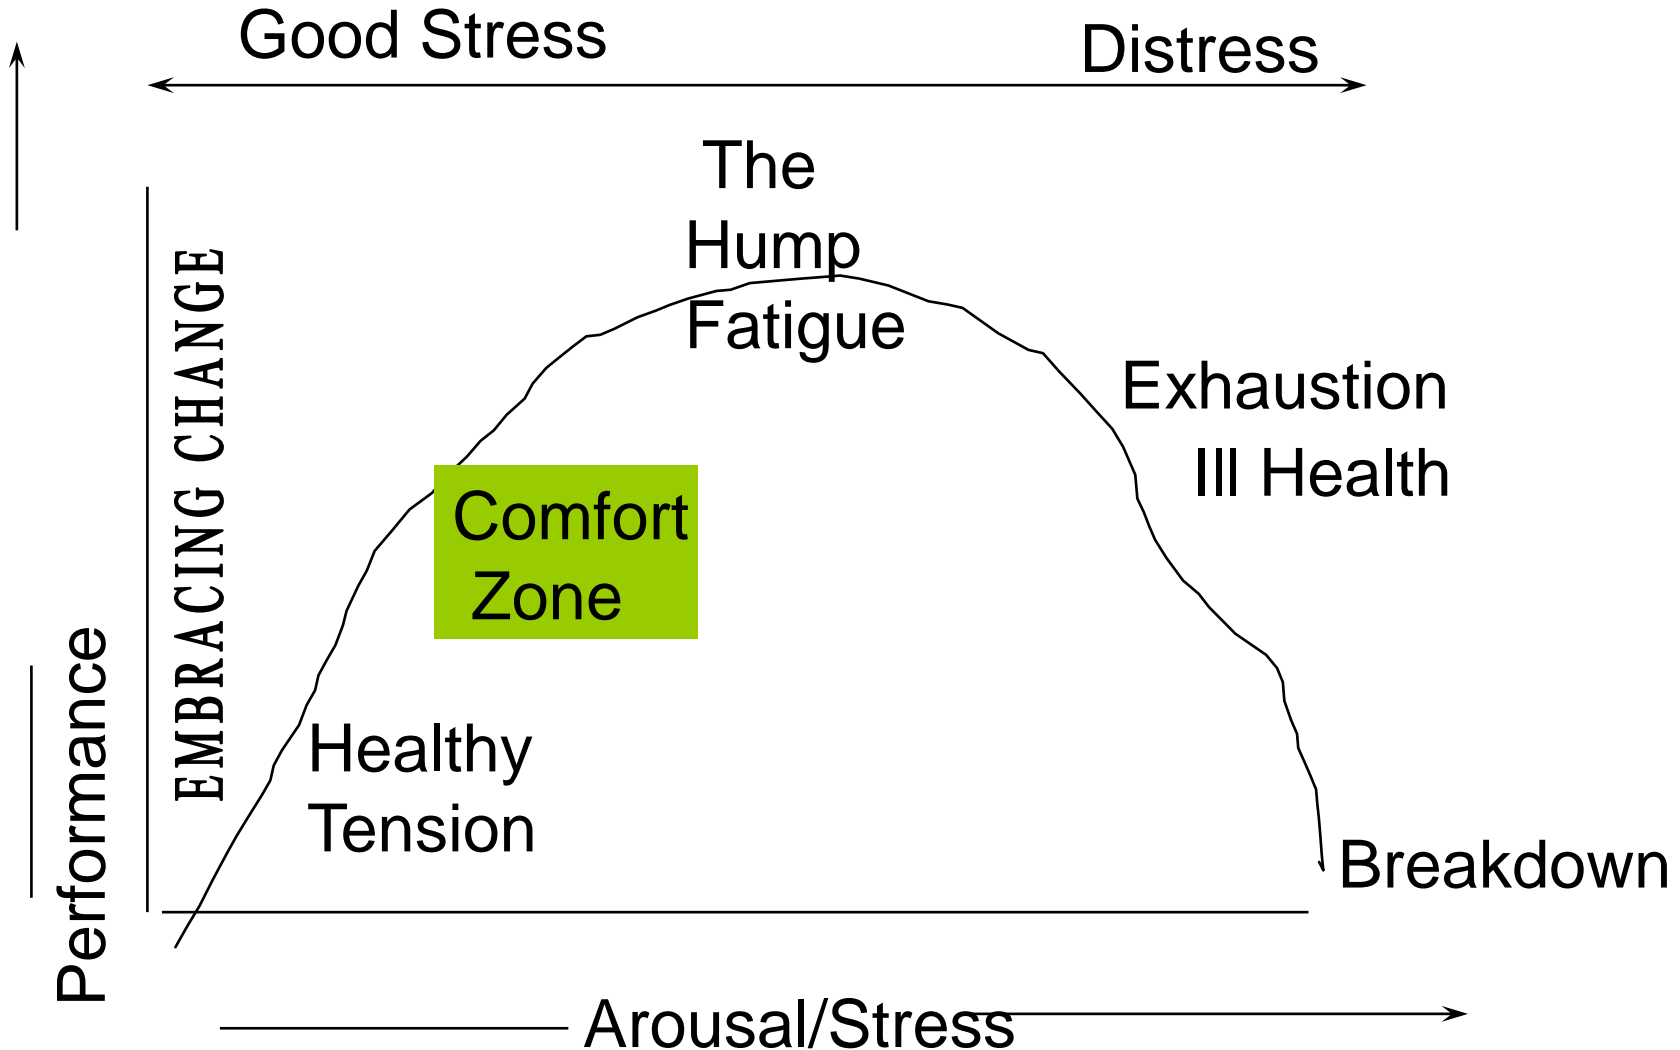 Good Stress
Distress
The
Hump
Fatigue
EMBRACING CHANGE
Exhaustion
Ill Health
Comfort
Zone
Healthy
Tension
Performance
Breakdown
Arousal/Stress